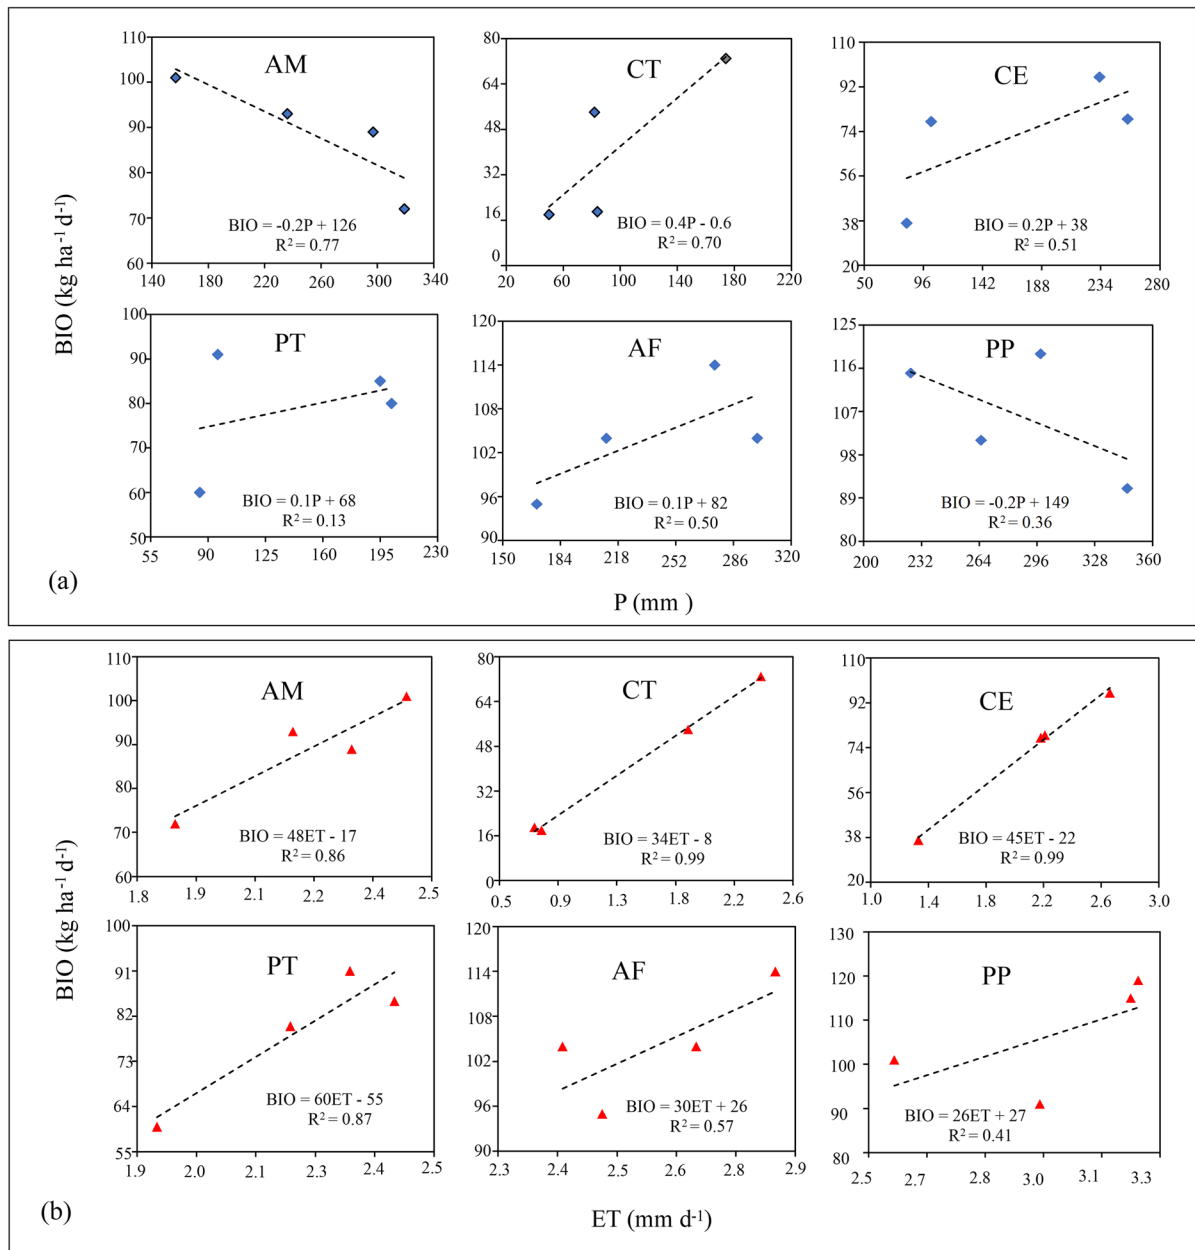 BIO (kg ha⁻¹ d⁻¹)
AM
110
100
90
80
70
60
BIO = -0.2P + 126
R² = 0.77
140 180 220 260 300 340
CT
80
64
48
32
16
0
BIO = 0.4P - 0.6
R² = 0.70
20 60 100 140 180 220
CE
110
92
74
56
38
20
BIO = 0.2P + 38
R² = 0.51
50 96 142 188 234 280
PT
100
90
80
70
60
50
BIO = 0.1P + 68
R² = 0.13
55 90 125 160 195 230
AF
120
114
108
102
96
90
BIO = 0.1P + 82
R² = 0.50
150 184 218 252 286 320
PP
125
116
107
98
89
80
BIO = -0.2P + 149
R² = 0.36
200 232 264 296 328 360
(a)
P (mm )
BIO (kg ha⁻¹ d⁻¹)
AM
110
100
90
80
70
60
BIO = 48ET - 17
R² = 0.86
1.8 1.9 2.1 2.2 2.4 2.5
CT
80
64
48
32
16
0
BIO = 34ET - 8
R² = 0.99
0.5 0.9 1.3 1.8 2.2 2.6
CE
110
92
74
56
38
20
BIO = 45ET - 22
R² = 0.99
1.0 1.4 1.8 2.2 2.6 3.0
PT
100
91
82
73
64
55
BIO = 60ET - 55
R² = 0.87
1.9 2.0 2.1 2.3 2.4 2.5
AF
126
120
114
108
102
96
90
BIO = 30ET + 26
R² = 0.57
2.3 2.4 2.5 2.7 2.8 2.9
PP
130
120
110
100
90
80
BIO = 26ET + 27
R² = 0.41
2.5 2.7 2.8 3.0 3.1 3.3
(b)
ET (mm d⁻¹)